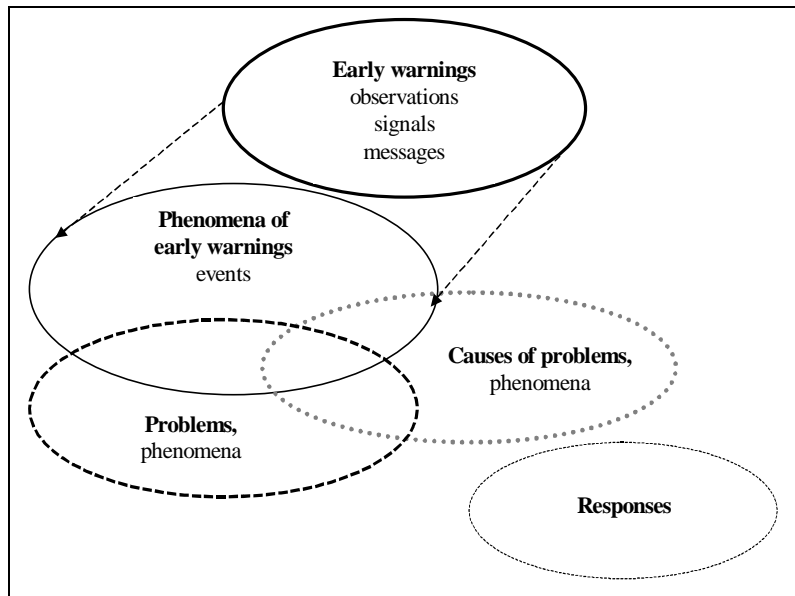 Early warnings
observations
signals
messages
Phenomena of
early warnings
events
Causes of problems,
phenomena
Problems,
phenomena
Responses